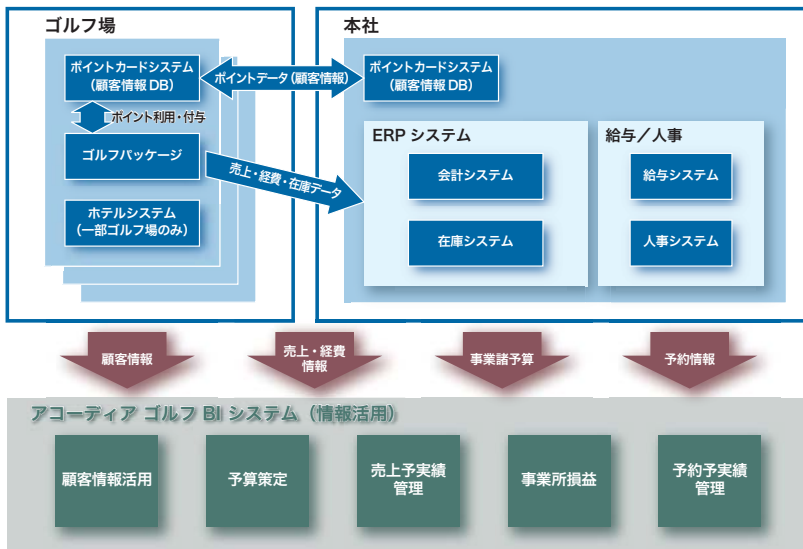 ゴルフ場
本社
ポイントカードシステム
(顧客情報DB)
ポイントデータ(顧客情報)
ポイントカードシステム
(顧客情報DB)
ポイント利用・付与
ゴルフパッケージ
売上・経費・在庫データ
ホテルシステム
(一部ゴルフ場のみ)
ERP システム
会計システム
在庫システム
給与／人事
給与システム
人事システム
顧客情報
売上・経費
情報
事業諸予算
予約情報
アコーディア ゴルフ BI システム（情報活用）
顧客情報活用
予算策定
売上予実績
管理
事業所損益
予約予実績
管理